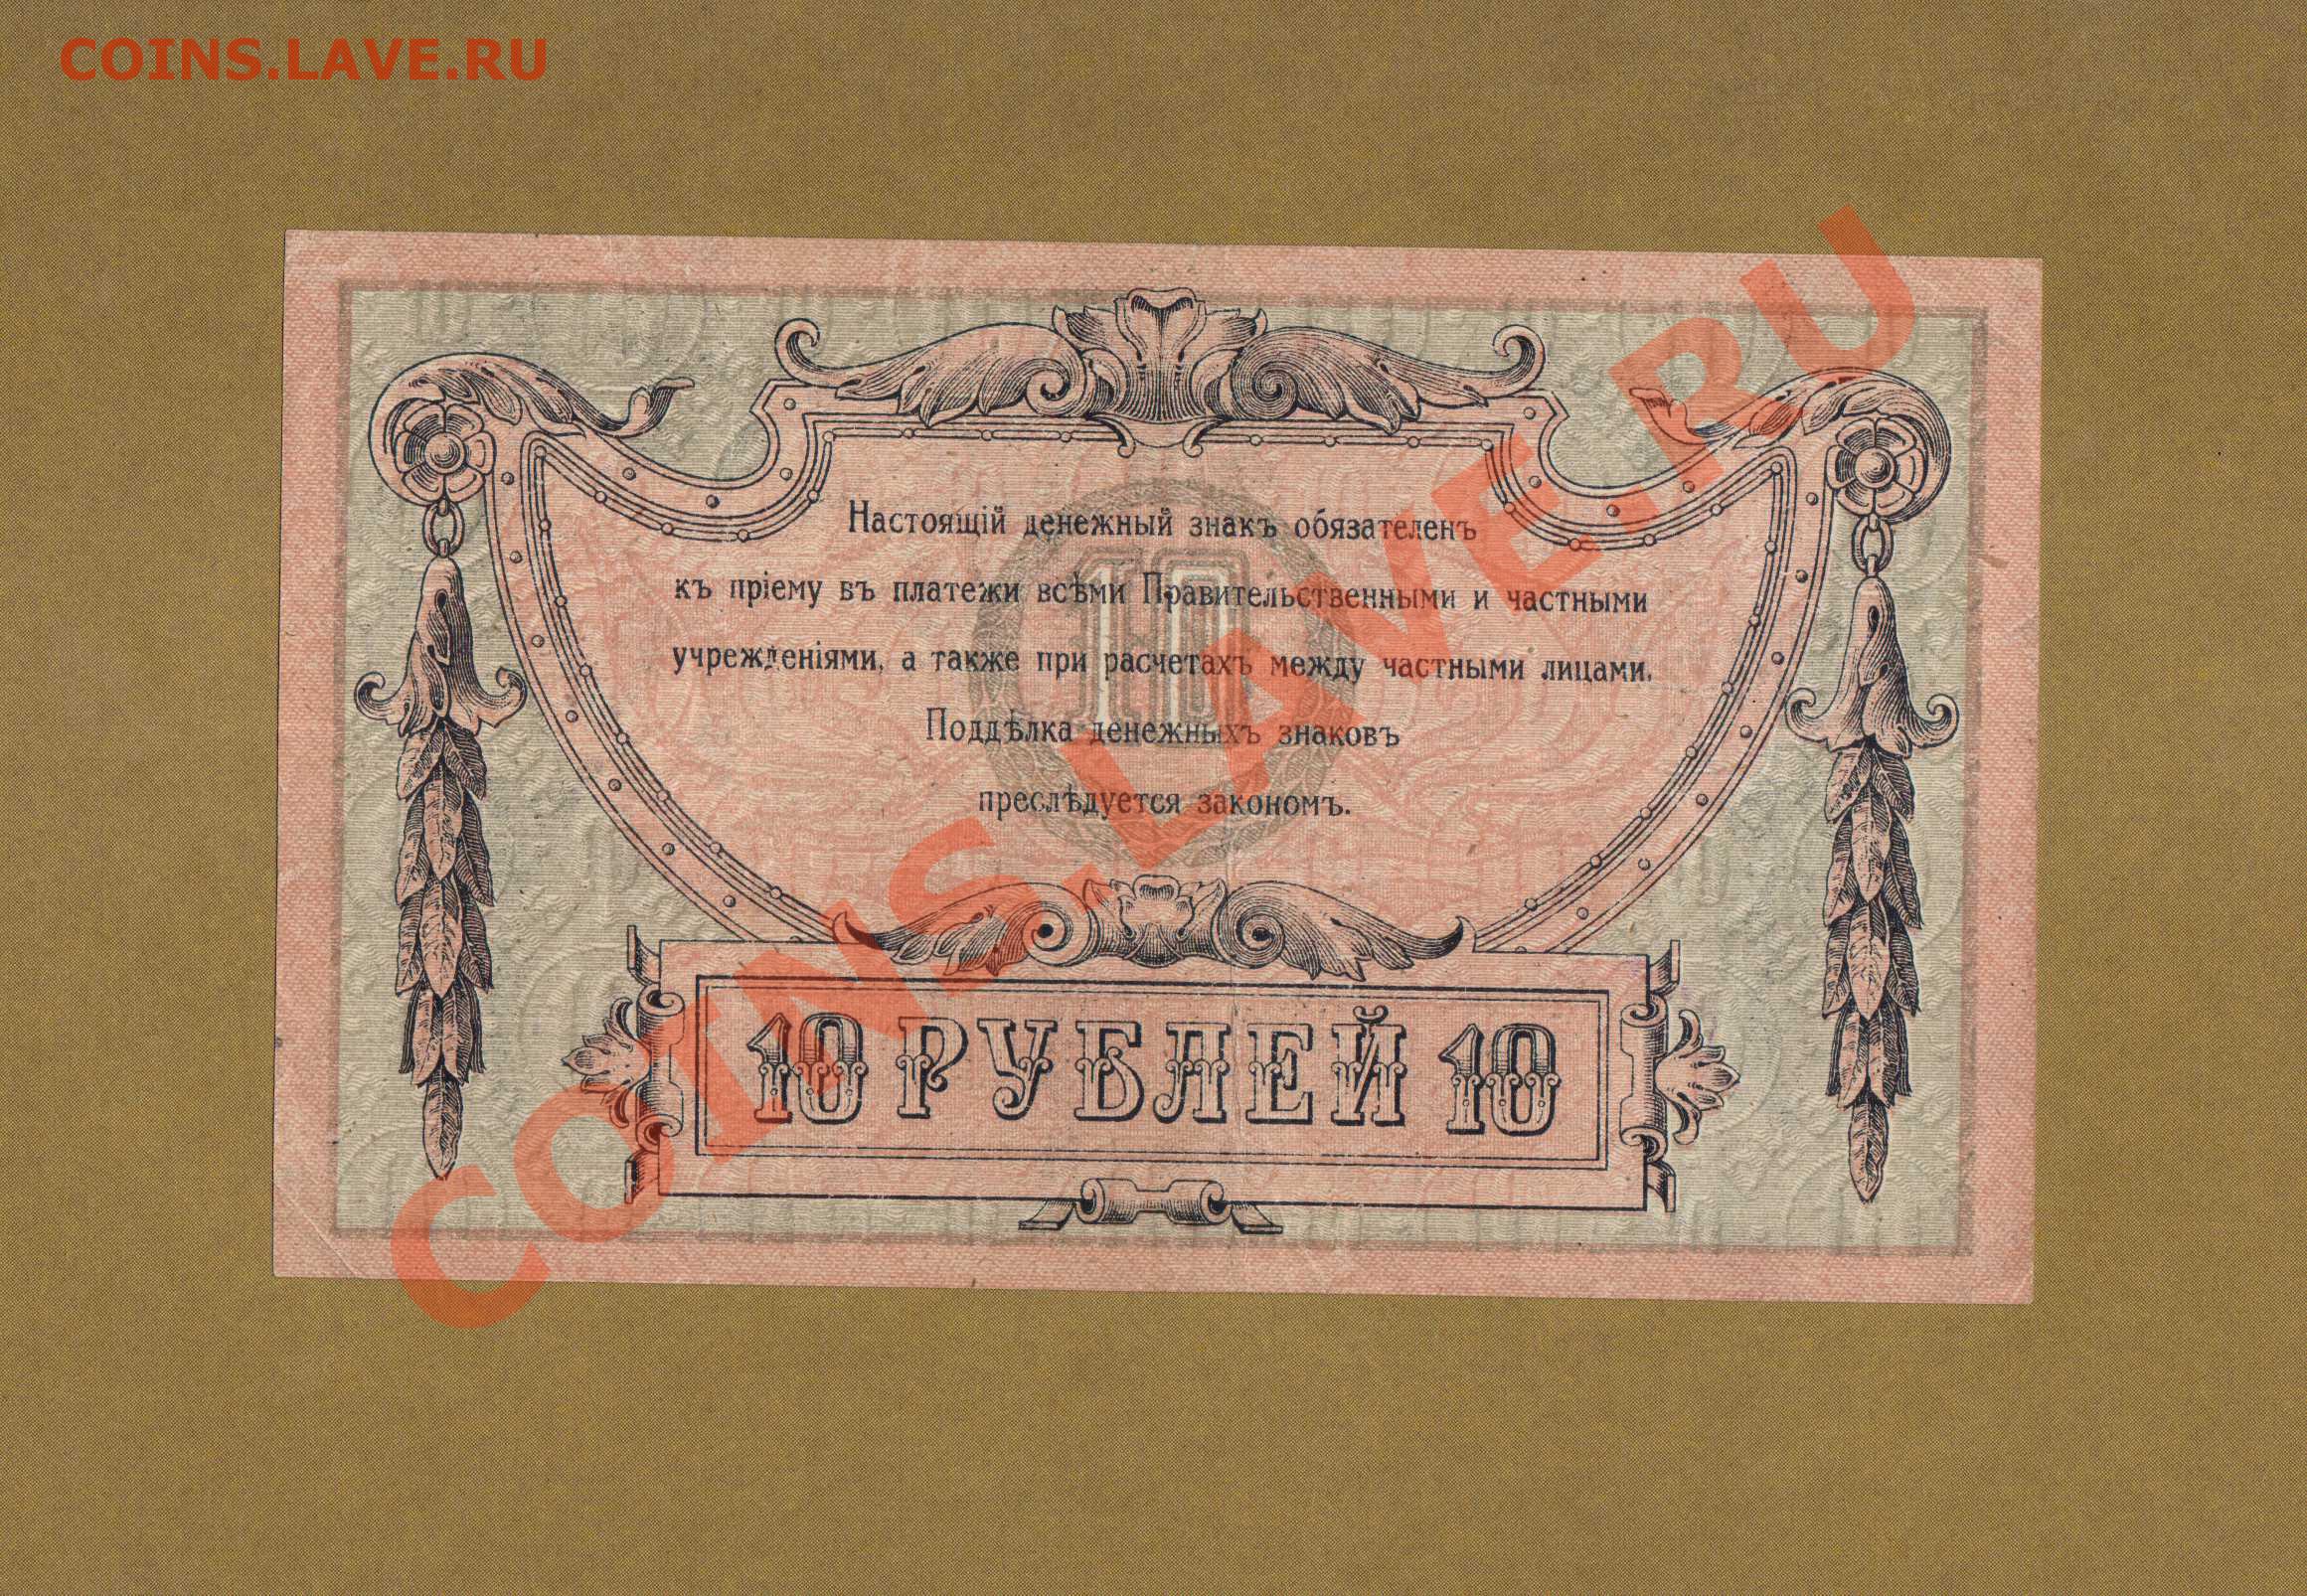 COINS.LAVE.RU
Настоящій денежный знакъ обязателенъ
къ пріему въ платежи всѣми Правительственными и частными
учрежденіями, а также при расчетахъ между частными лицами.
Поддѣлка денежныхъ знаковъ
преслѣдуется закономъ.
10
10 РУБЛЕЙ 10
COINS.LAVE.RU